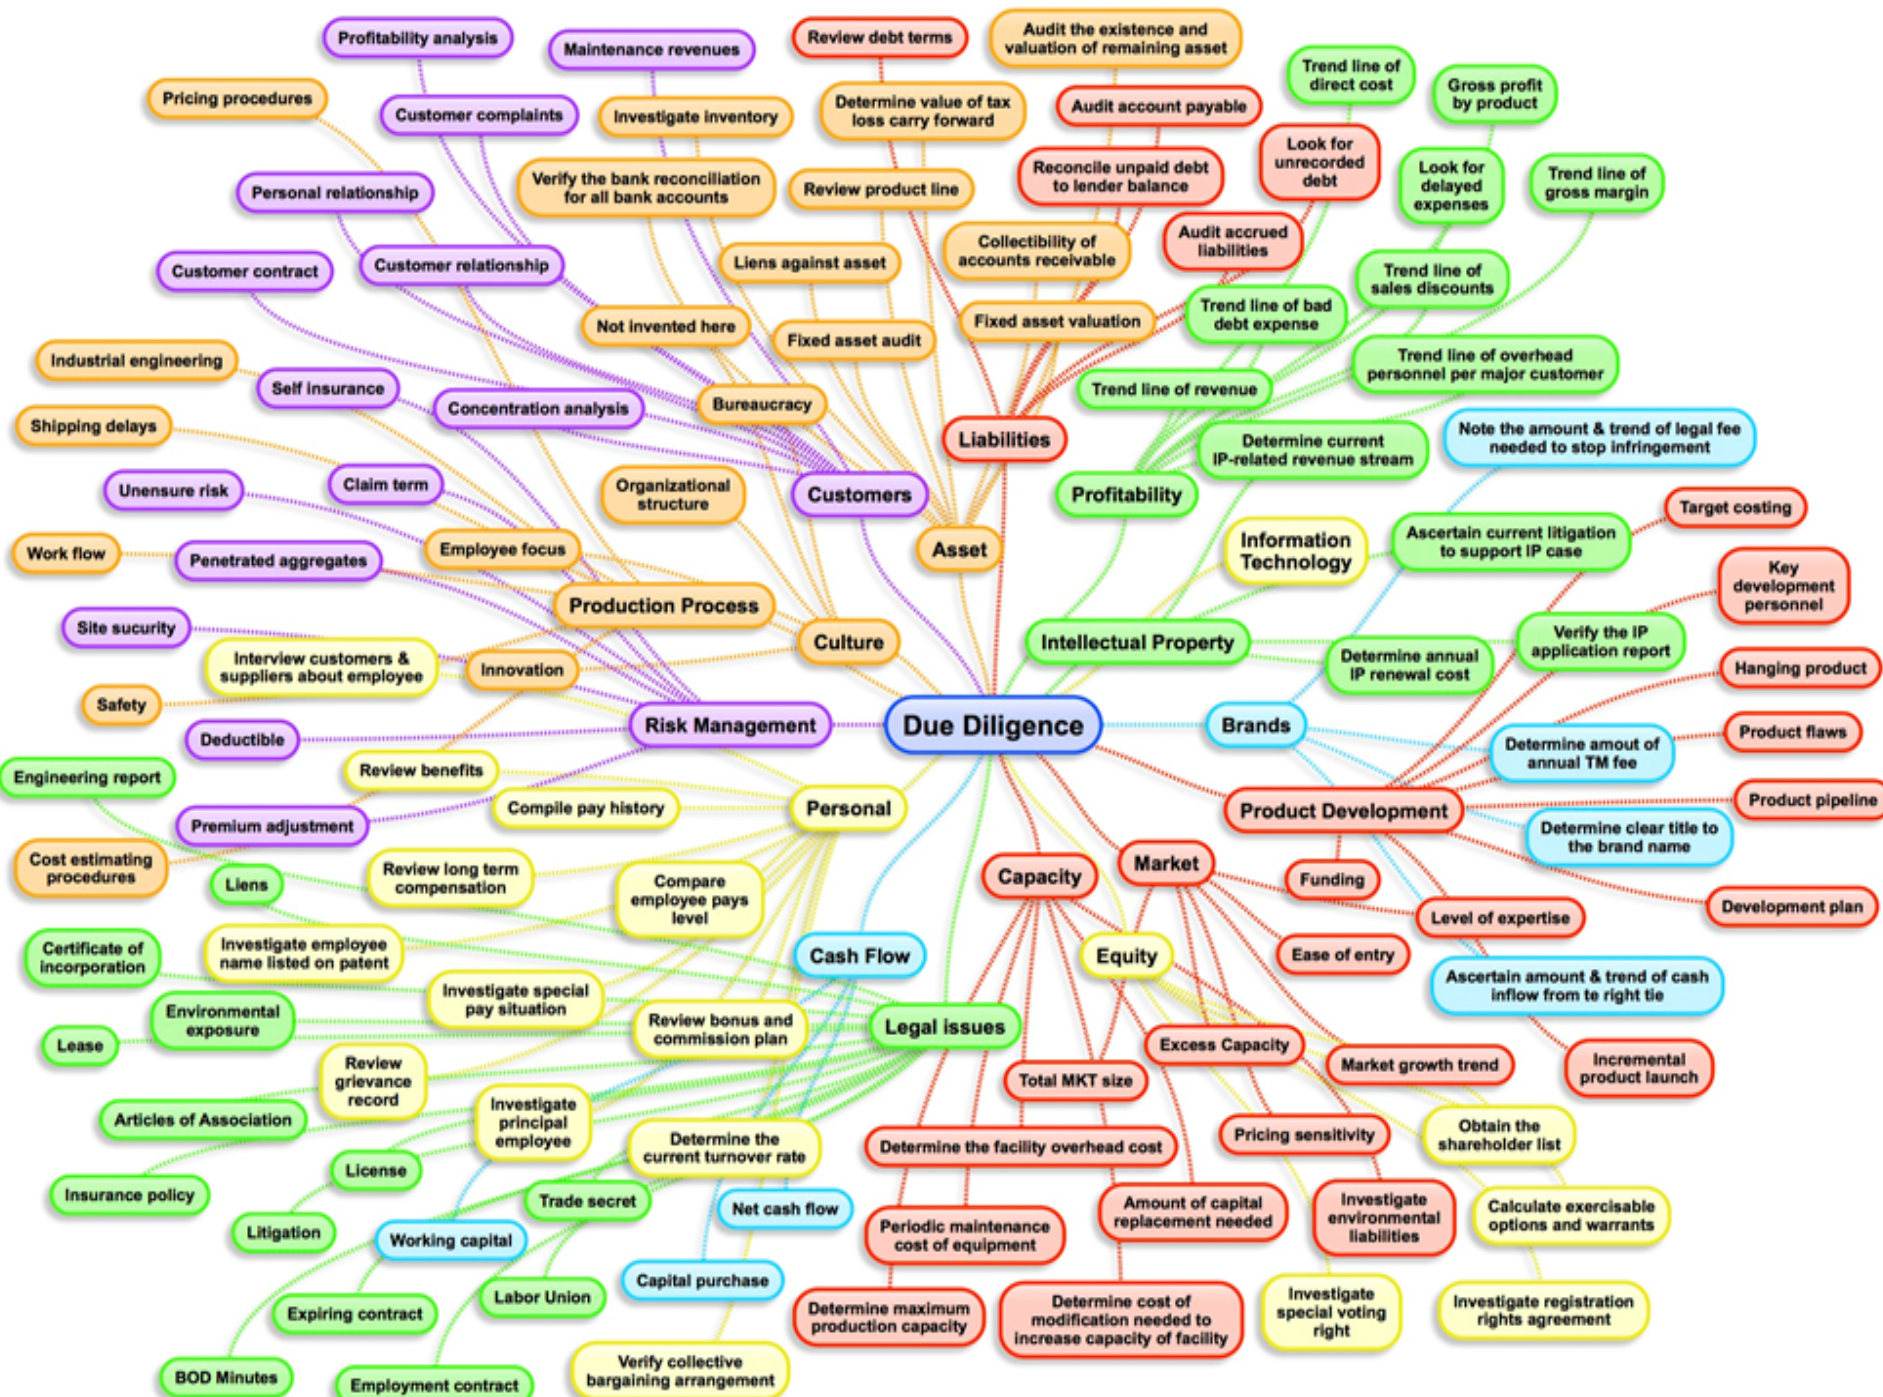 Profitability analysis
Maintenance revenues
Review debt terms
Audit the existence and
valuation of remaining asset
Trend line of
direct cost
Gross profit
by product
Pricing procedures
Customer complaints
Investigate inventory
Determine value of tax
loss carry forward
Audit account payable
Look for
unrecorded
debt
Look for
delayed
expenses
Trend line of
gross margin
Personal relationship
Verify the bank reconciliation
for all bank accounts
Review product line
Reconcile unpaid debt
to lender balance
Audit accrued
liabilities
Customer contract
Customer relationship
Liens against asset
Collectibility of
accounts receivable
Trend line of
sales discounts
Not invented here
Fixed asset audit
Fixed asset valuation
Trend line of bad
debt expense
Industrial engineering
Self insurance
Concentration analysis
Bureaucracy
Trend line of revenue
Trend line of overhead
personnel per major customer
Shipping delays
Liabilities
Determine current
IP-related revenue stream
Note the amount & trend of legal fee
needed to stop infringement
Unensure risk
Claim term
Organizational
structure
Customers
Profitability
Target costing
Work flow
Penetrated aggregates
Employee focus
Asset
Information
Technology
Ascertain current litigation
to support IP case
Key
development
personnel
Production Process
Site sucurity
Interview customers &
suppliers about employee
Innovation
Culture
Intellectual Property
Determine annual
IP renewal cost
Verify the IP
application report
Hanging product
Safety
Deductible
Risk Management
Due Diligence
Brands
Determine amout of
annual TM fee
Product flaws
Engineering report
Review benefits
Compile pay history
Personal
Product Development
Product pipeline
Premium adjustment
Determine clear title to
the brand name
Cost estimating
procedures
Liens
Review long term
compensation
Compare
employee pays
level
Capacity
Market
Funding
Level of expertise
Development plan
Certificate of
incorporation
Investigate employee
name listed on patent
Cash Flow
Equity
Ease of entry
Ascertain amount & trend of cash
inflow from te right tie
Environmental
exposure
Investigate special
pay situation
Review bonus and
commission plan
Legal issues
Lease
Excess Capacity
Market growth trend
Incremental
product launch
Review
grievance
record
Total MKT size
Articles of Association
Investigate
principal
employee
Determine the
current turnover rate
Determine the facility overhead cost
Pricing sensitivity
Obtain the
shareholder list
Insurance policy
License
Trade secret
Net cash flow
Periodic maintenance
cost of equipment
Amount of capital
replacement needed
Investigate
environmental
liabilities
Calculate exercisable
options and warrants
Litigation
Working capital
Capital purchase
Expiring contract
Labor Union
Determine maximum
production capacity
Determine cost of
modification needed to
increase capacity of facility
Investigate
special voting
right
Investigate registration
rights agreement
BOD Minutes
Employment contract
Verify collective
bargaining arrangement